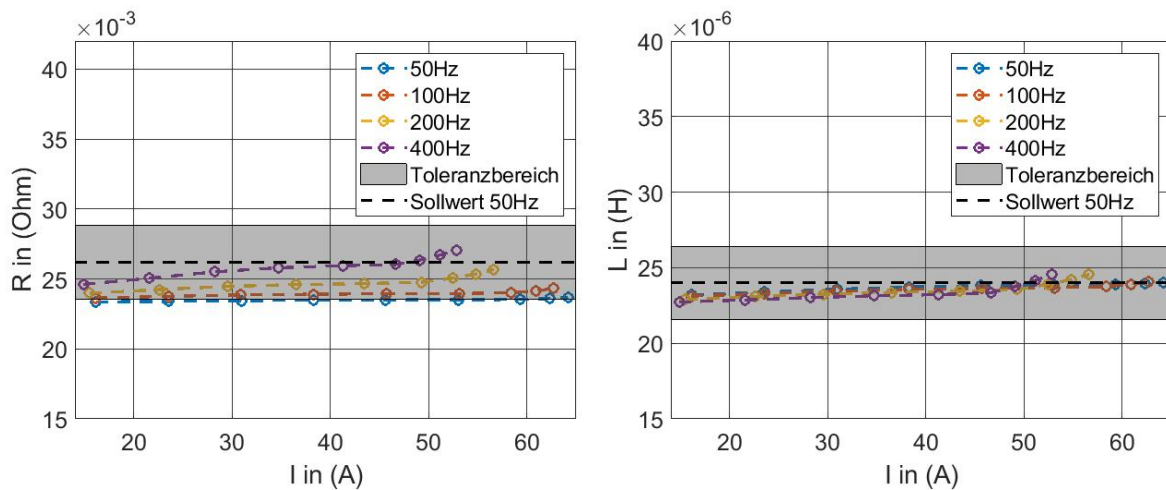 ×10⁻³
40
35
30
25
20
15
20 30 40 50 60
R in (Ohm)
I in (A)
50Hz
100Hz
200Hz
400Hz
Toleranzbereich
Sollwert 50Hz
×10⁻⁶
40
35
30
25
20
15
20 30 40 50 60
L in (H)
I in (A)
50Hz
100Hz
200Hz
400Hz
Toleranzbereich
Sollwert 50Hz